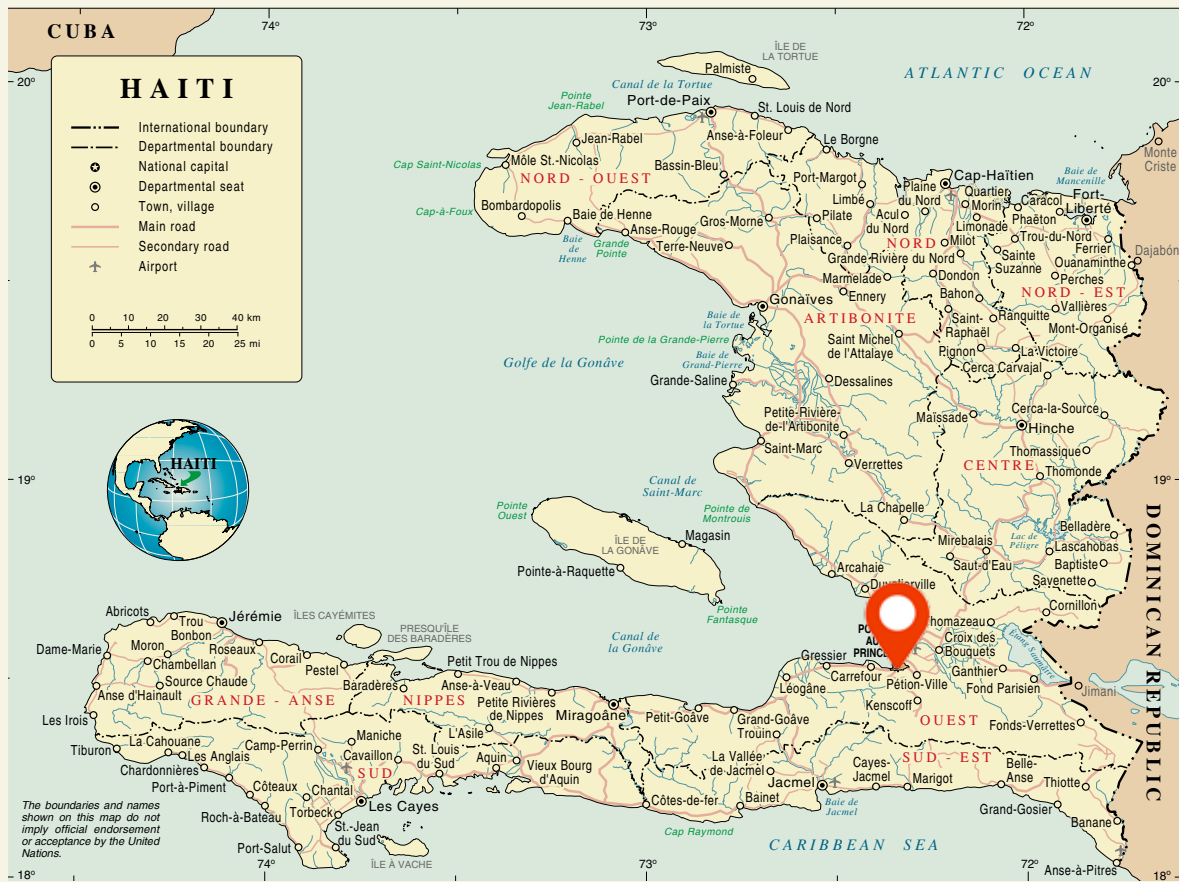 CUBA
74°
73°
72°
20°
20°
HAITI
International boundary
Departmental boundary
National capital
Departmental seat
Town, village
Main road
Secondary road
Airport
0 10 20 30 40 km
0 5 10 15 20 25 mi
HAITI
ÎLE DE
LA TORTUE
Palmiste
ATLANTIC OCEAN
Canal de la Tortue
Pointe
Jean-Rabel
Port-de-Paix
St. Louis de Nord
Anse-à-Foleur
Le Borgne
Jean-Rabel
Monte
Criste
Cap Saint-Nicolas
Môle St.-Nicolas
Bassin-Bleu
NORD - OUEST
Port-Margot
Plaine
du Nord
Cap-Haïtien
Baie de
Mancenille
Quartier
Morin
Caracol
Fort-
Liberté
Limbé
Phaëton
Cap-à-Foux
Bombardopolis
Baie de Henne
Gros-Morne
Pilate
Acul
du Nord
Limonade
Anse-Rouge
Trou-du-Nord
Plaisance
NORD
Milot
Ferrier
Baie
de
Henne
Grande
Pointe
Terre-Neuve
Grande-Rivière du Nord
Sainte
Suzanne
Ouanaminthe
Dajabón
Marmelade
Dondon
Perches
Ennery
Bahon
NORD - EST
Gonaïves
Vallières
ARTIBONITE
Baie de
la Tortue
Saint-
Raphaël
Ranquitte
Mont-Organisé
Pointe de la Grande-Pierre
Saint Michel
de l'Attalaye
Pignon
La-Victoire
Golfe de la Gonâve
Baie de
Grand-Pierre
Cerca Carvajal
Grande-Saline
Dessalines
Petite-Rivière-
de-l'Artibonite
Maïssade
Cerca-la-Source
Hinche
Saint-Marc
Thomassique
Verrettes
CENTRE
Thomonde
19°
19°
Canal de
Saint-Marc
Pointe
Ouest
Pointe de
Montrouis
La Chapelle
DOMINICAN REPUBLIC
Belladère
ÎLE DE
LA GONÂVE
Magasin
Mirebalais
Lac de
Péligre
Lascahobas
Saut-d'Eau
Baptiste
Pointe-à-Raquette
Arcahaie
Savenette
Duvalierville
Pointe
Fantasque
Cornillon
Abricots
Trou
Bonbon
Jérémie
ÎLES CAYÉMITES
Roseaux
PRESQU'ÎLE
DES BARADÈRES
Canal de
la Gonâve
Thomazeau
Croix des
Bouquets
Étang Saumâtre
Dame-Marie
Moron
Chambellan
Corail
Pestel
Petit Trou de Nippes
Gressier
Carrefour
Ganthier
Source Chaude
Baradères
Anse-à-Veau
Léogâne
Pétion-Ville
Fond Parisien
Jimani
Anse d'Hainault
GRANDE - ANSE
NIPPES
Petite Rivières
de Nippes
Miragoâne
Petit-Goâve
Kenscoff
Les Irois
Grand-Goâve
OUEST
Fonds-Verrettes
L'Asile
Trouin
Tiburon
La Cahouane
Camp-Perrin
Maniche
Les Anglais
Cavaillon
St. Louis
du Sud
Aquin
Vieux Bourg
d'Aquin
La Vallée
de Jacmel
SUD - EST
Chardonnières
SUD
Cayes-
Jacmel
Marigot
Belle-
Anse
Thiotte
Port-à-Piment
Côteaux
Chantal
Jacmel
Les Cayes
Côtes-de-fer
Bainet
Baie de
Jacmel
Grand-Gosier
Roch-à-Bateau
Torbeck
St.-Jean
du Sud
Cap Raymond
Banane
Port-Salut
ÎLE À VACHE
CARIBBEAN SEA
Anse-à-Pitres
The boundaries and names
shown on this map do not
imply official endorsement
or acceptance by the United
Nations.
18°
74°
73°
72°
18°